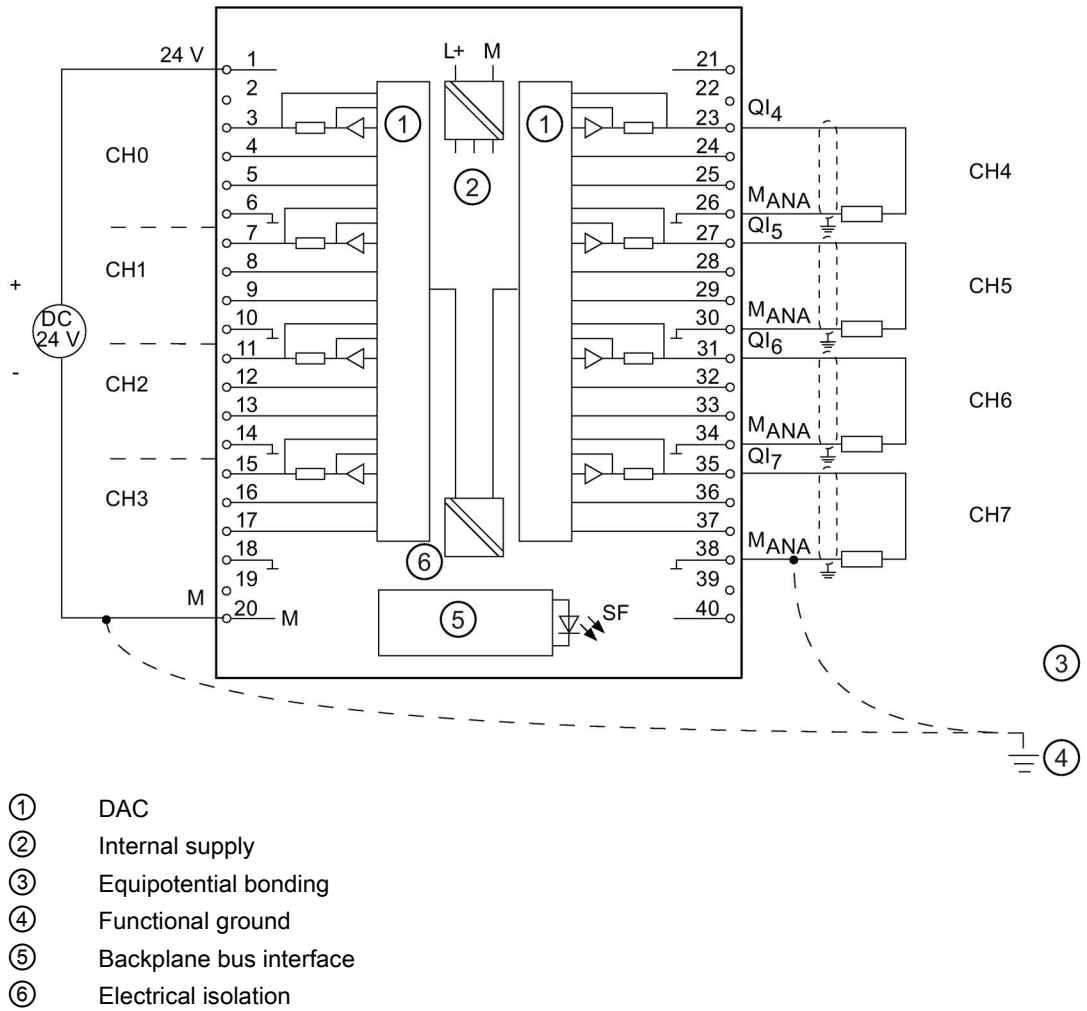 24 V 1 L+ M 21
2 22
3 ① ① 23 QI4
CH0 4 24 CH4
5 ② 25
6 26 MANA
7 27 QI5
CH1 8 28 CH5
+ 9 29
10 30 MANA
DC
24 V
11 31 QI6
- CH2 12 32 CH6
13 33
14 34 MANA
15 35 QI7
CH3 16 36 CH7
17 37
18 ⑥ 38 MANA
19 39
M 20 M ⑤ SF 40
③
④
① DAC
② Internal supply
③ Equipotential bonding
④ Functional ground
⑤ Backplane bus interface
⑥ Electrical isolation